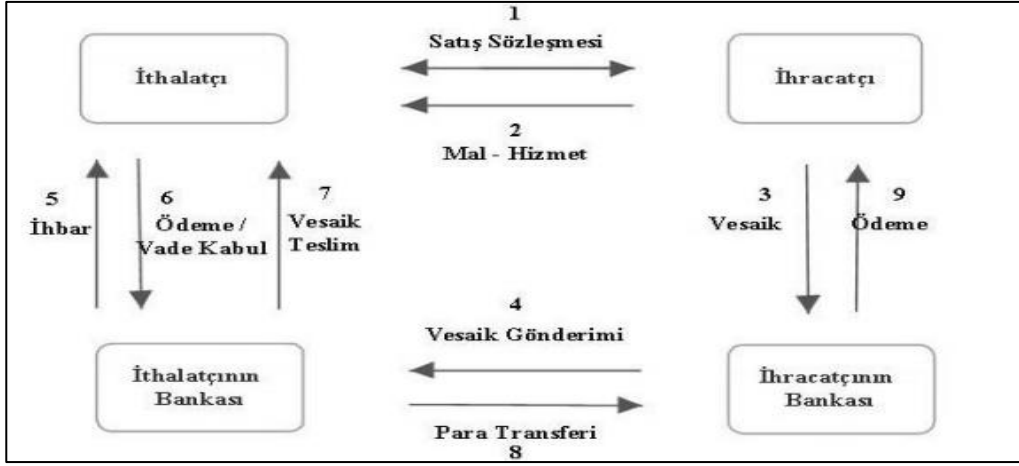 1
Satış Sözleşmesi
İthalatçı
İhracatçı
2
Mal - Hizmet
5
İhbar
6
Ödeme /
Vade Kabul
7
Vesaik
Teslim
3
Vesaik
9
Ödeme
4
Vesaik Gönderimi
İthalatçının
Bankası
İhracatçının
Bankası
Para Transferi
8